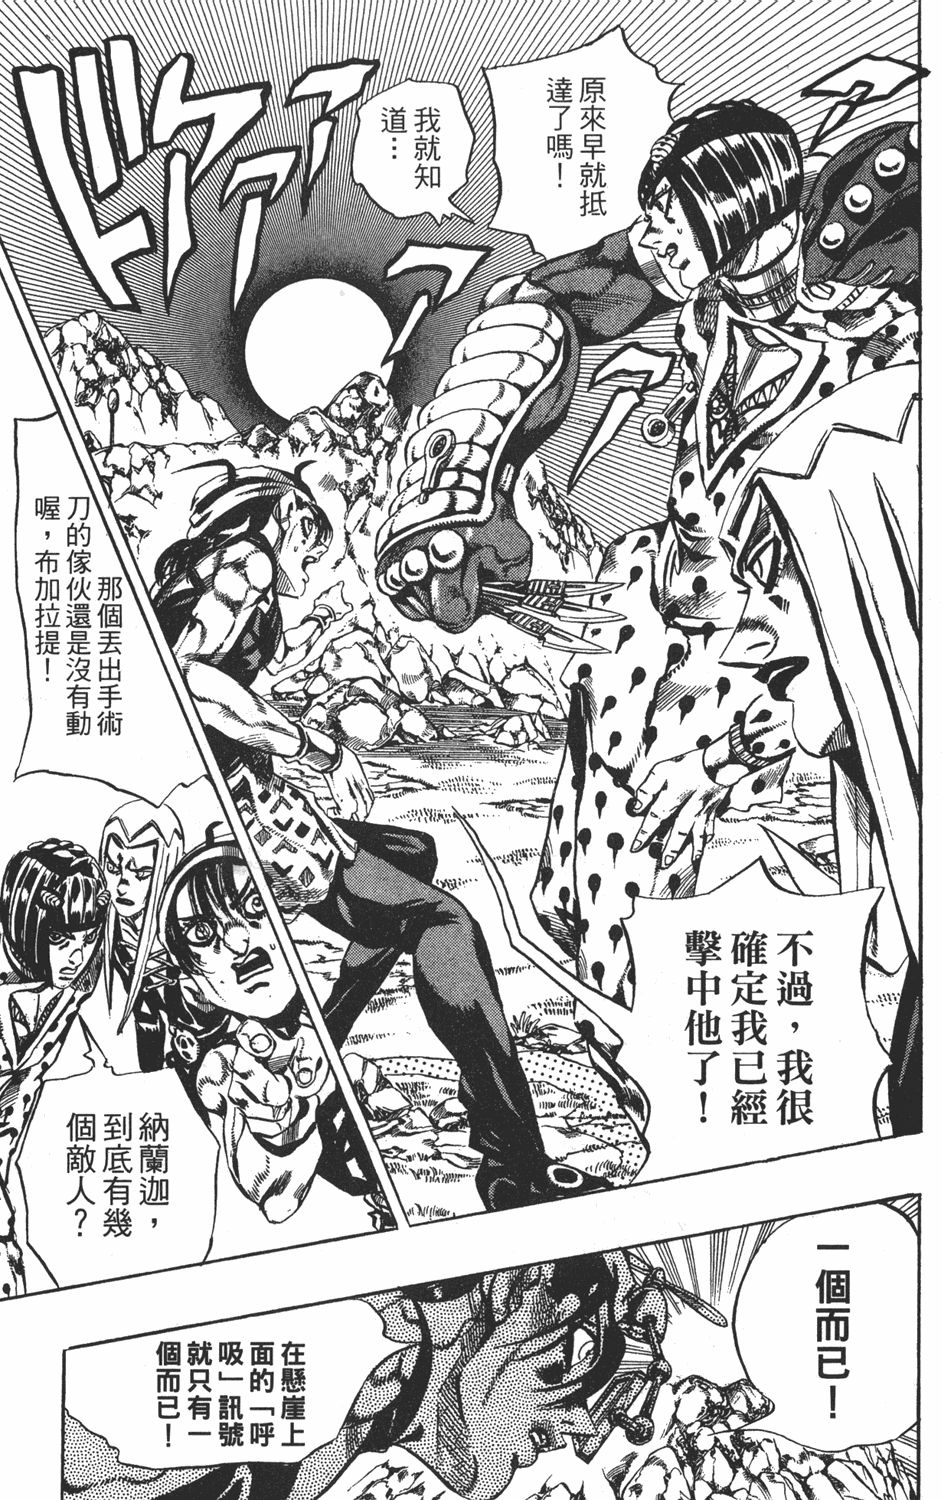 原來早就抵
達了嗎！
我就知
道…
ドドドドド
不過，我很
確定我已經
擊中他了！
那個丟出手術
刀的傢伙還是沒有動
喔，布加拉提！
納蘭迦，
到底有幾
個敵人？
一個而已！
在懸崖上
面的「呼
吸」訊號
就只有一
個而已！